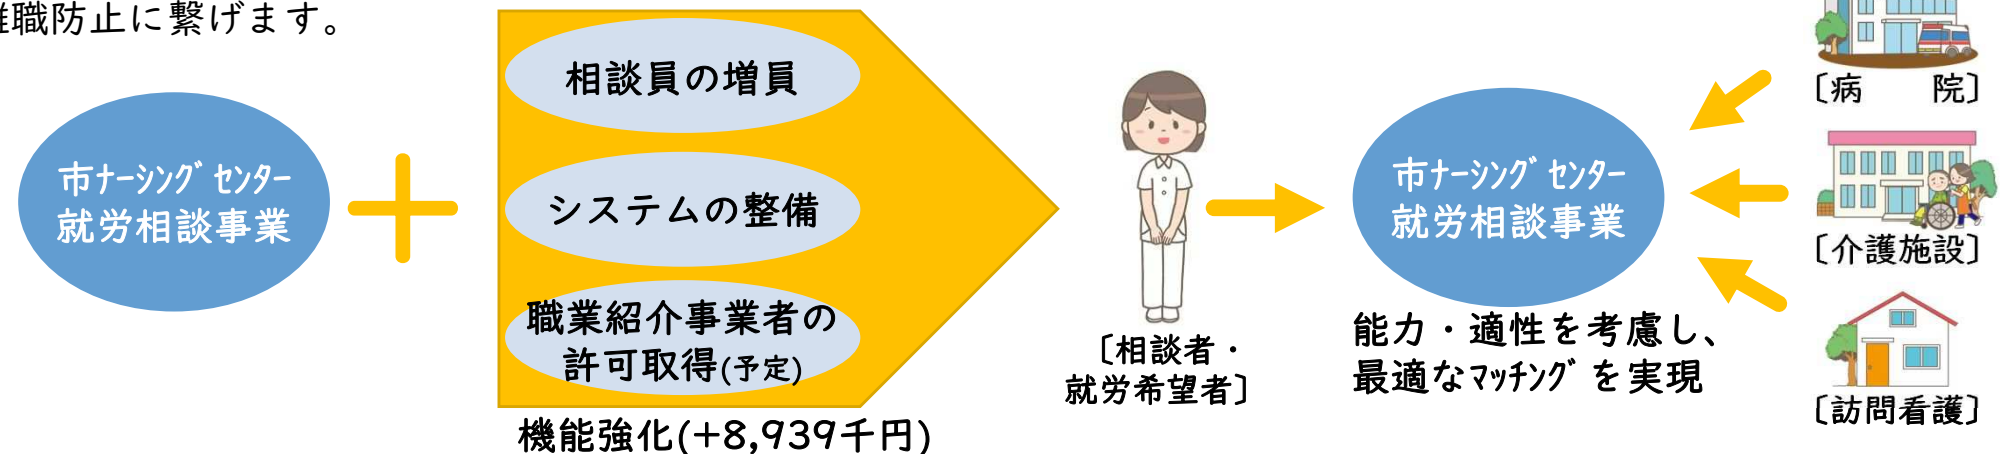 離職防止に繋げます。
市ﾅｰｼﾝｸﾞｾﾝﾀｰ
就労相談事業
相談員の増員
システムの整備
職業紹介事業者の
許可取得(予定)
機能強化(+8,939千円)
〔相談者・
就労希望者〕
市ﾅｰｼﾝｸﾞｾﾝﾀｰ
就労相談事業
能力・適性を考慮し、
最適なﾏｯﾁﾝｸﾞを実現
〔病　　院〕
〔介護施設〕
〔訪問看護〕